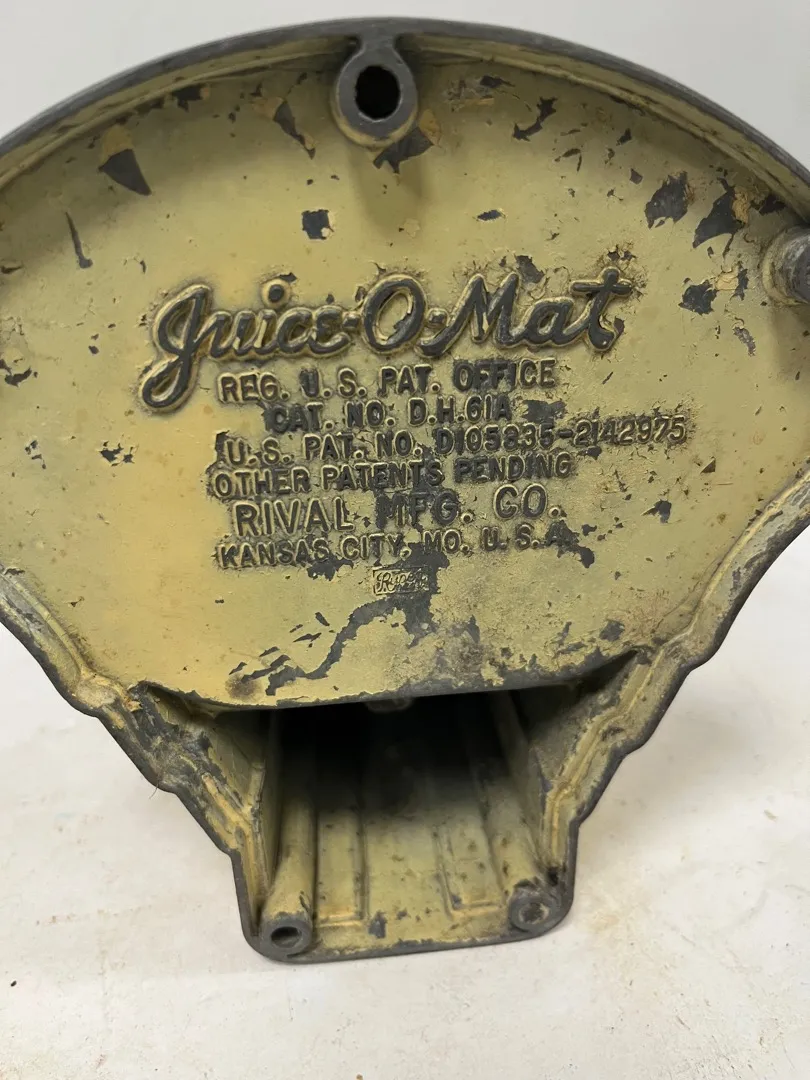 Juice-O-Mat
REG. U.S. PAT. OFFICE
CAT. NO. D.H.61A
U.S. PAT. NO. D105835-2142975
OTHER PATENTS PENDING
RIVAL MFG. CO.
KANSAS CITY, MO. U.S.A.